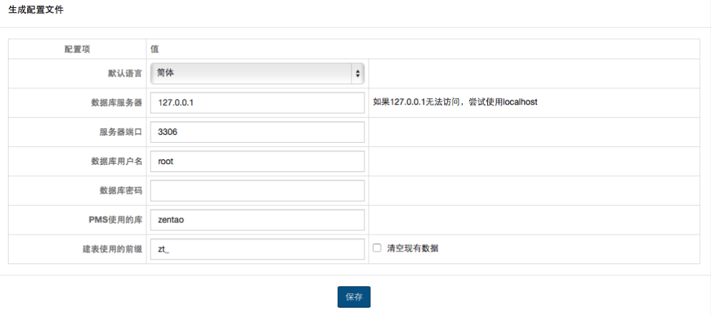 生成配置文件
配置项 值
默认语言 简体
数据库服务器 127.0.0.1 如果127.0.0.1无法访问，尝试使用localhost
服务器端口 3306
数据库用户名 root
数据库密码
PMS使用的库 zentao
建表使用的前缀 zt_ 清空现有数据
保存